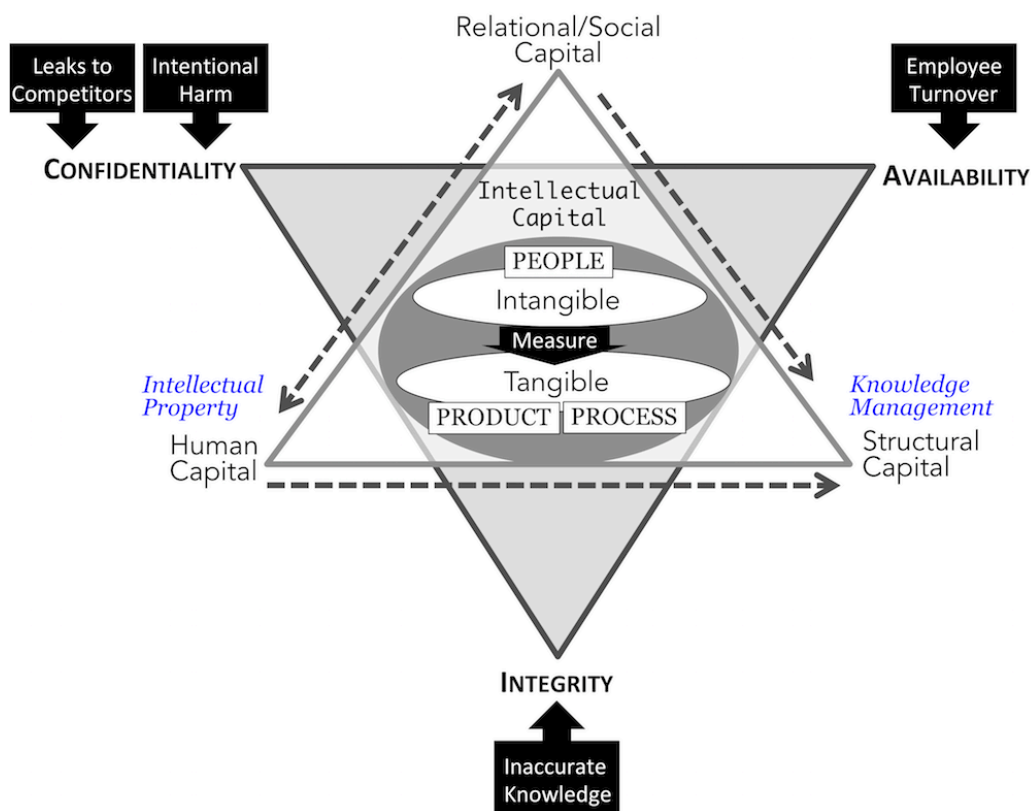 Relational/Social
Capital
Leaks to
Competitors
Intentional
Harm
Employee
Turnover
CONFIDENTIALITY
AVAILABILITY
Intellectual
Capital
PEOPLE
Intangible
Measure
Tangible
PRODUCT
PROCESS
Intellectual
Property
Knowledge
Management
Human
Capital
Structural
Capital
INTEGRITY
Inaccurate
Knowledge